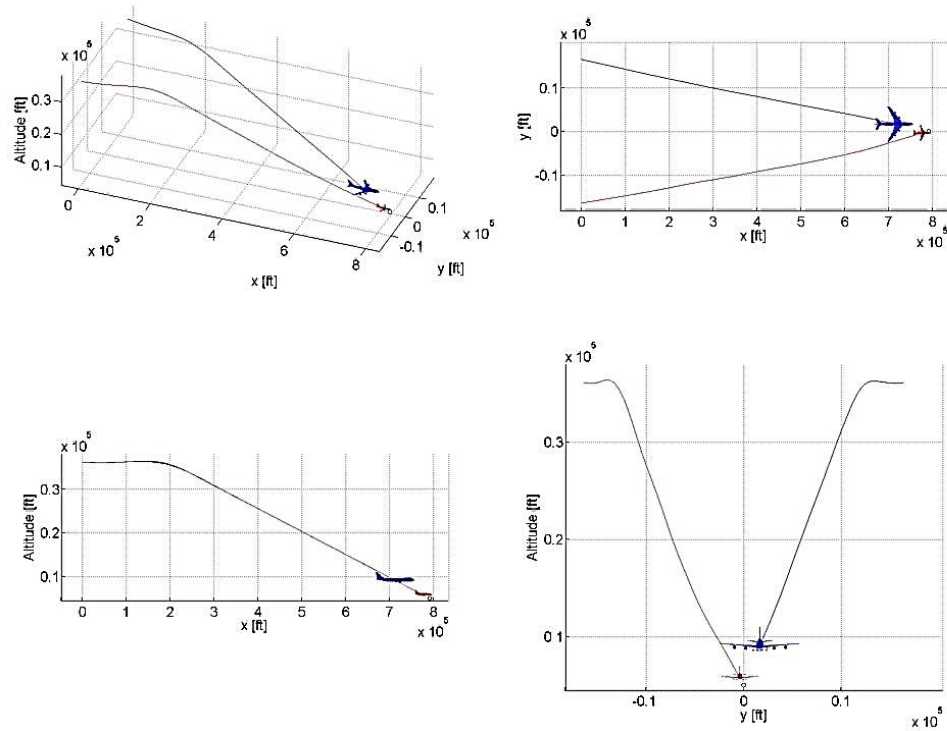 x 10^5
Altitude [ft]
0.3
0.2
0.1
0
2
4
6
8
x 10^5
x [ft]
0.1
0
-0.1
x 10^5
y [ft]
x 10^5
y [ft]
0.1
0
-0.1
0 1 2 3 4 5 6 7 8
x [ft]
x 10^5
x 10^5
Altitude [ft]
0.3
0.2
0.1
0 1 2 3 4 5 6 7 8
x [ft]
x 10^5
x 10^5
Altitude [ft]
0.3
0.2
0.1
-0.1 0 0.1
y [ft]
x 10^5